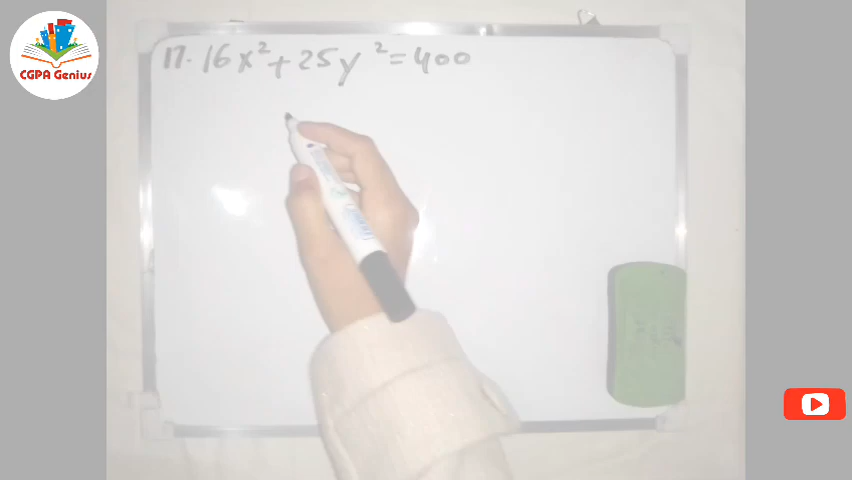 CGPA Genius
17. 16x² + 25y² = 400